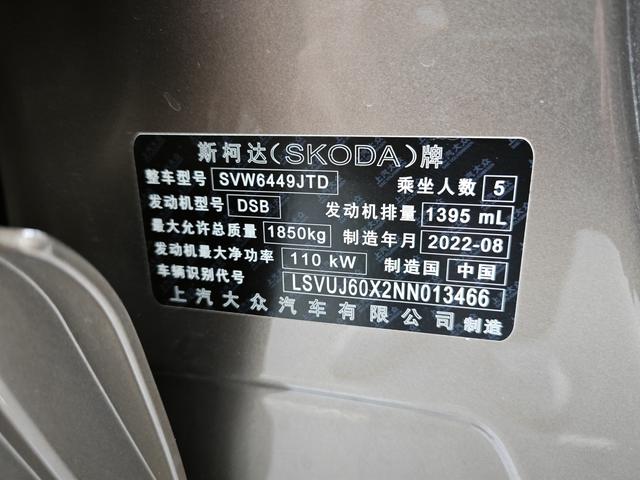 斯柯达(SKODA)牌
整车型号 SVW6449JTD 乘坐人数 5
发动机型号 DSB 发动机排量 1395 mL
最大允许总质量 1850kg 制造年月 2022-08
发动机最大净功率 110 kW 制造国 中国
车辆识别代号 LSVUJ60X2NN013466
上汽大众汽车有限公司 制造